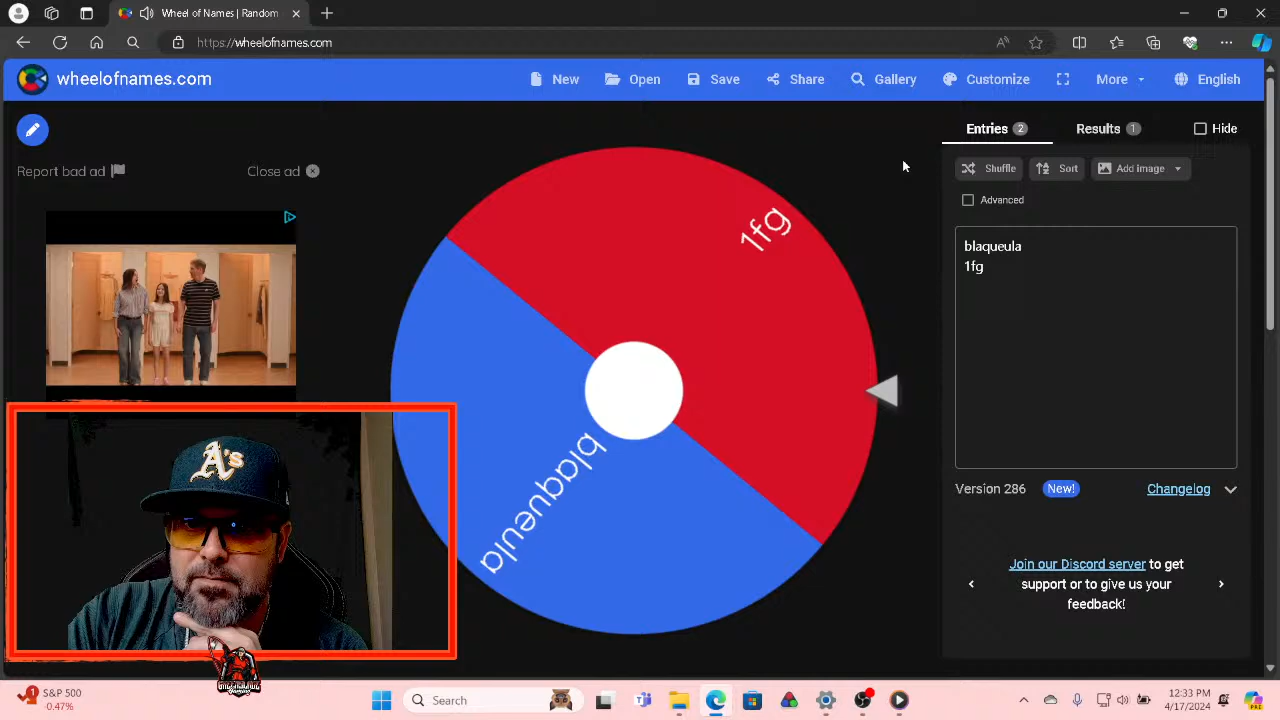 Wheel of Names | Random
https://wheelofnames.com
wheelofnames.com
New
Open
Save
Share
Gallery
Customize
More
English
Entries 2
Results 1
Hide
Report bad ad
Close ad
Shuffle
Sort
Add image
Advanced
blaqueula
1fg
1fg
blaqueula
Version 286
New!
Changelog
Join our Discord server to get
support or to give us your
feedback!
A's
S&P 500
-0.47%
Search
12:33 PM
4/17/2024